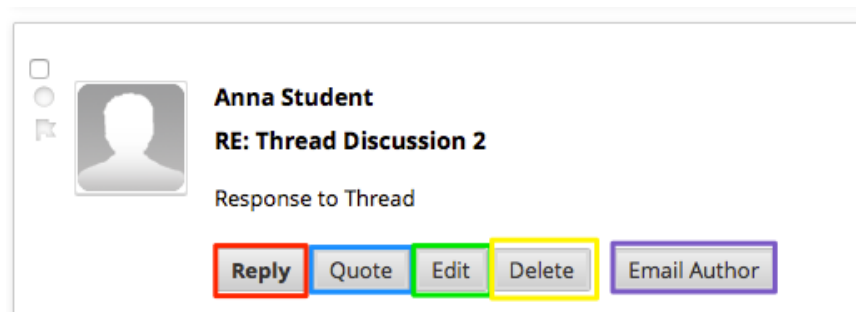 Anna Student
RE: Thread Discussion 2
Response to Thread
Reply Quote Edit Delete Email Author